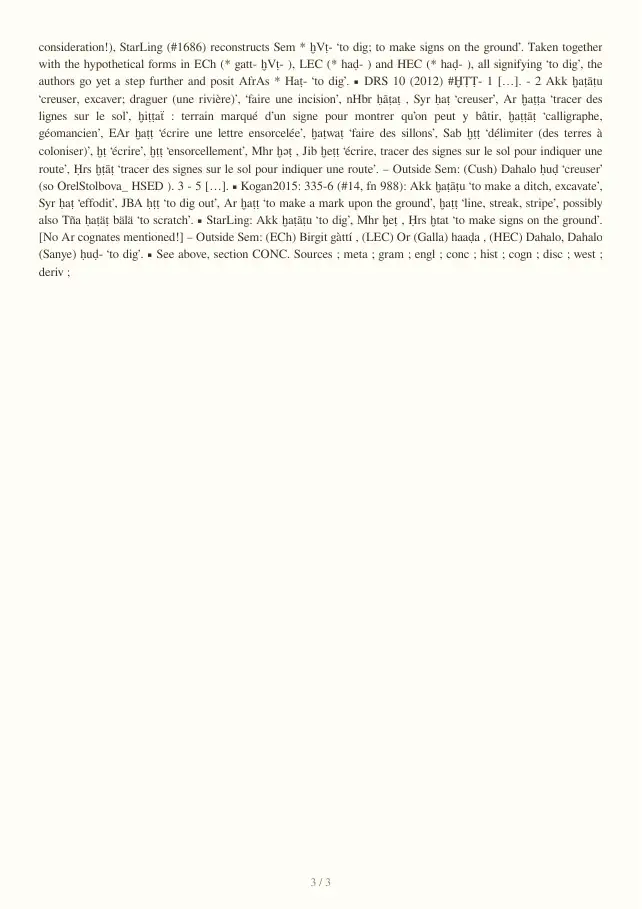 consideration!), StarLing (#1686) reconstructs Sem * ḫVṭ- ‘to dig; to make signs on the ground’. Taken together
with the hypothetical forms in ECh (* gatt- ḫVṭ- ), LEC (* haḍ- ) and HEC (* haḍ- ), all signifying ‘to dig’, the
authors go yet a step further and posit AfrAs * Haṭ- ‘to dig’. ▪ DRS 10 (2012) #ḪṬṬ- 1 […]. - 2 Akk ḫaṭāṭu
‘creuser, excaver; draguer (une rivière)’, ‘faire une incision’, nHbr ḥāṭaṭ , Syr ḥaṭ ‘creuser’, Ar ḫaṭṭa ‘tracer des
lignes sur le sol’, ḫiṭṭaẗ : terrain marqué d’un signe pour montrer qu’on peut y bâtir, ḫaṭṭāṭ ‘calligraphe,
géomancien’, EAr ḫaṭṭ ‘écrire une lettre ensorcelée’, ḫaṭwaṭ ‘faire des sillons’, Sab ḫṭṭ ‘délimiter (des terres à
coloniser)’, ḫṭ ‘écrire’, ḫṭṭ ‘ensorcellement’, Mhr ḫəṭ , Jib ḫeṭṭ ‘écrire, tracer des signes sur le sol pour indiquer une
route’, Ḥrs ḫṭāṭ ‘tracer des signes sur le sol pour indiquer une route’. – Outside Sem: (Cush) Dahalo ḥuḍ ‘creuser’
(so OrelStolbova_ HSED ). 3 - 5 […]. ▪ Kogan2015: 335-6 (#14, fn 988): Akk ḫaṭāṭu ‘to make a ditch, excavate’,
Syr ḥaṭ ‘effodit’, JBA ḥṭṭ ‘to dig out’, Ar ḫaṭṭ ‘to make a mark upon the ground’, ḫaṭṭ ‘line, streak, stripe’, possibly
also Tña ḥaṭäṭ bälä ‘to scratch’. ▪ StarLing: Akk ḫaṭāṭu ‘to dig’, Mhr ḫeṭ , Ḥrs ḫtat ‘to make signs on the ground’.
[No Ar cognates mentioned!] – Outside Sem: (ECh) Birgit gàttí , (LEC) Or (Galla) haaḍa , (HEC) Dahalo, Dahalo
(Sanye) ḥuḍ- ‘to dig’. ▪ See above, section CONC. Sources ; meta ; gram ; engl ; conc ; hist ; cogn ; disc ; west ;
deriv ;
3 / 3